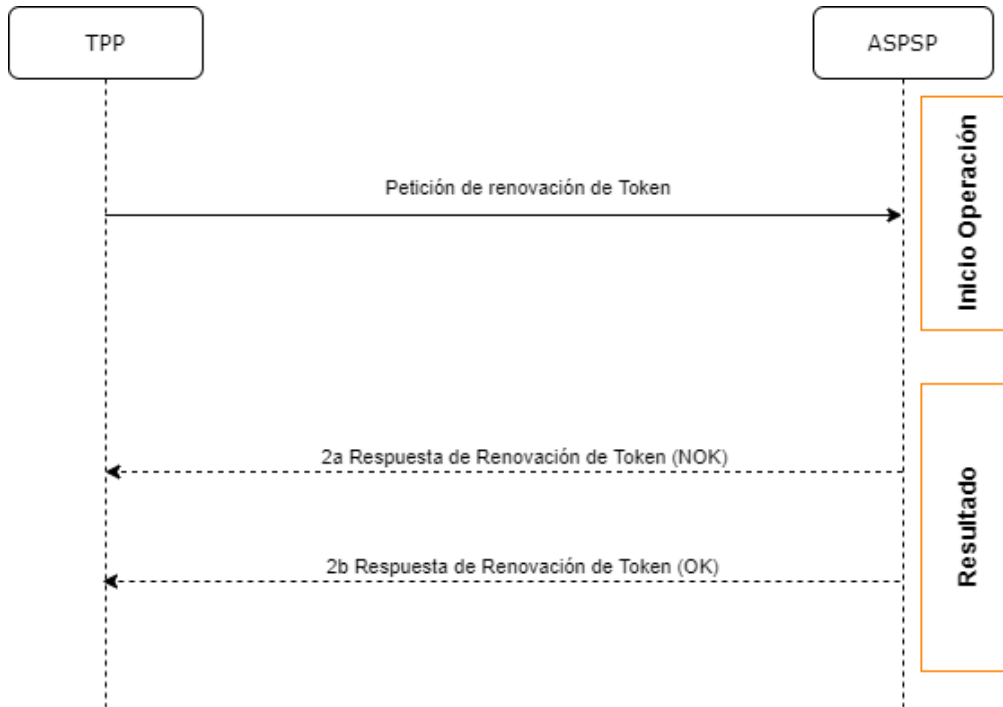 TPP
ASPSP
Inicio Operación
Petición de renovación de Token
2a Respuesta de Renovación de Token (NOK)
Resultado
2b Respuesta de Renovación de Token (OK)